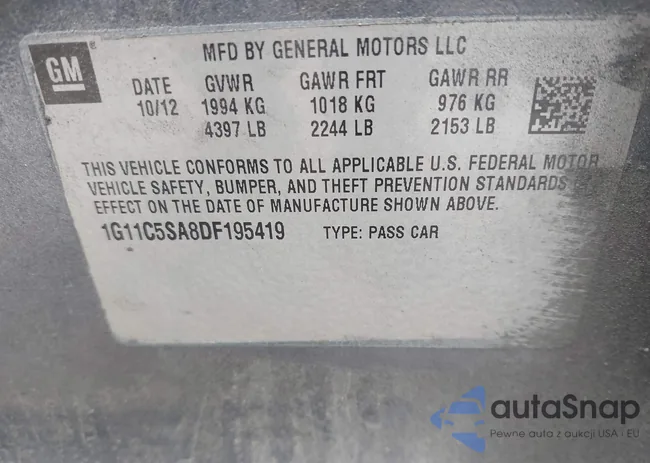 GM
MFD BY GENERAL MOTORS LLC
DATE GVWR GAWR FRT GAWR RR
10/12 1994 KG 1018 KG 976 KG
4397 LB 2244 LB 2153 LB
THIS VEHICLE CONFORMS TO ALL APPLICABLE U.S. FEDERAL MOTOR
VEHICLE SAFETY, BUMPER, AND THEFT PREVENTION STANDARDS
EFFECT ON THE DATE OF MANUFACTURE SHOWN ABOVE.
1G11C5SA8DF195419 TYPE: PASS CAR
autaSnap
Pewne auta z aukcji USA i EU